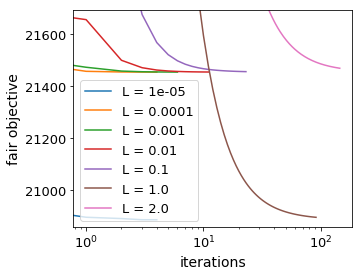 21600
21400
21200
21000
fair objective
L = 1e-05
L = 0.0001
L = 0.001
L = 0.01
L = 0.1
L = 1.0
L = 2.0
10^0 10^1 10^2
iterations